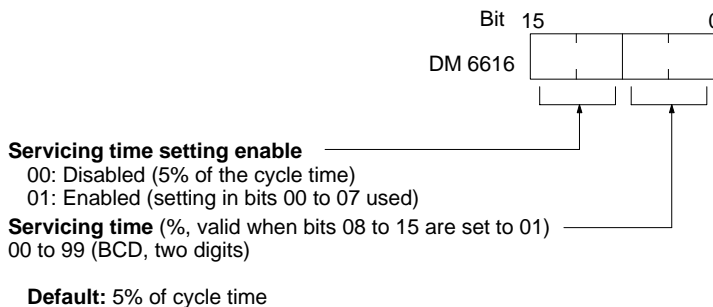 Bit 15 0
DM 6616
Servicing time setting enable
00: Disabled (5% of the cycle time)
01: Enabled (setting in bits 00 to 07 used)
Servicing time (%, valid when bits 08 to 15 are set to 01)
00 to 99 (BCD, two digits)
Default: 5% of cycle time